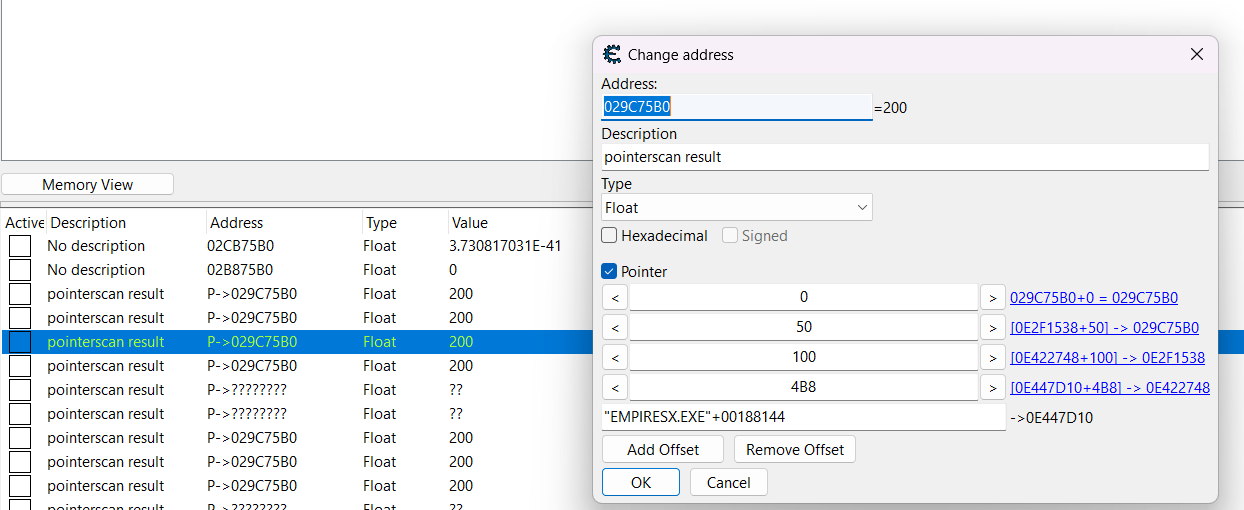 Change address
Address:
029C75B0 =200
Description
pointerscan result
Type
Float
Hexadecimal Signed
Pointer
< 0 > 029C75B0+0 = 029C75B0
< 50 > [0E2F1538+50] -> 029C75B0
< 100 > [0E422748+100] -> 0E2F1538
< 4B8 > [0E447D10+4B8] -> 0E422748
"EMPIRESX.EXE"+00188144 ->0E447D10
Add Offset Remove Offset
OK Cancel
Memory View
Active Description Address Type Value
No description 02CB75B0 Float 3.730817031E-41
No description 02B875B0 Float 0
pointerscan result P->029C75B0 Float 200
pointerscan result P->029C75B0 Float 200
pointerscan result P->029C75B0 Float 200
pointerscan result P->029C75B0 Float 200
pointerscan result P->???????? Float ??
pointerscan result P->???????? Float ??
pointerscan result P->029C75B0 Float 200
pointerscan result P->029C75B0 Float 200
pointerscan result P->029C75B0 Float 200
pointerscan result P->???????? Float ??